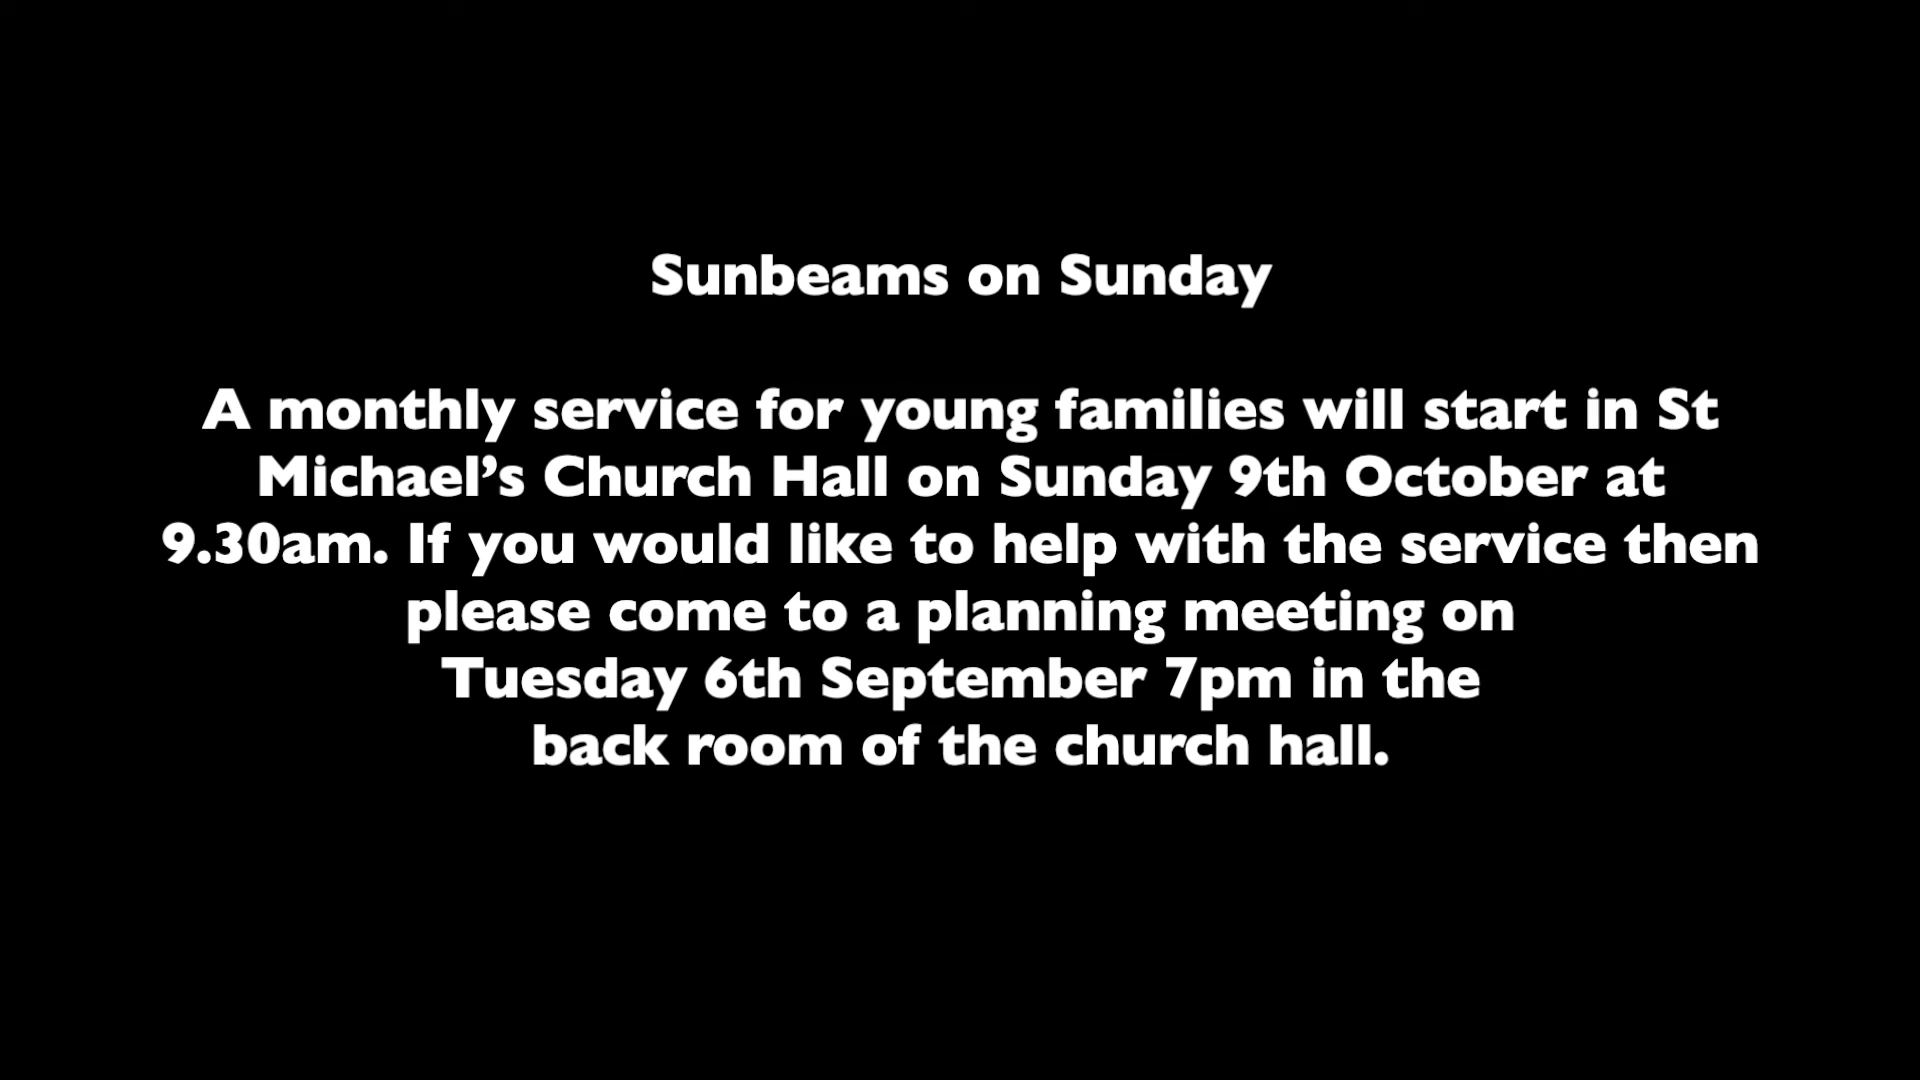 Sunbeams on Sunday
A monthly service for young families will start in St
Michael’s Church Hall on Sunday 9th October at
9.30am. If you would like to help with the service then
please come to a planning meeting on
Tuesday 6th September 7pm in the
back room of the church hall.